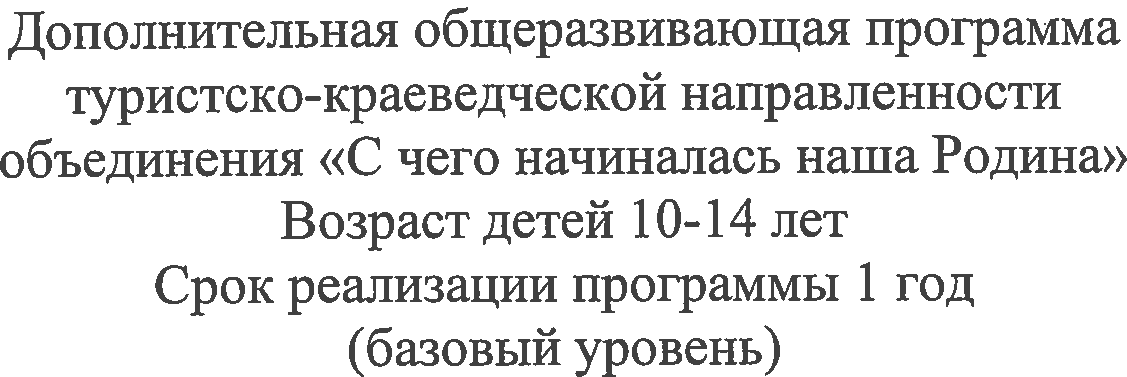 Дополнительная общеразвивающая программа
туристско-краеведческой направленности
объединения «С чего начиналась наша Родина»
Возраст детей 10-14 лет
Срок реализации программы 1 год
(базовый уровень)